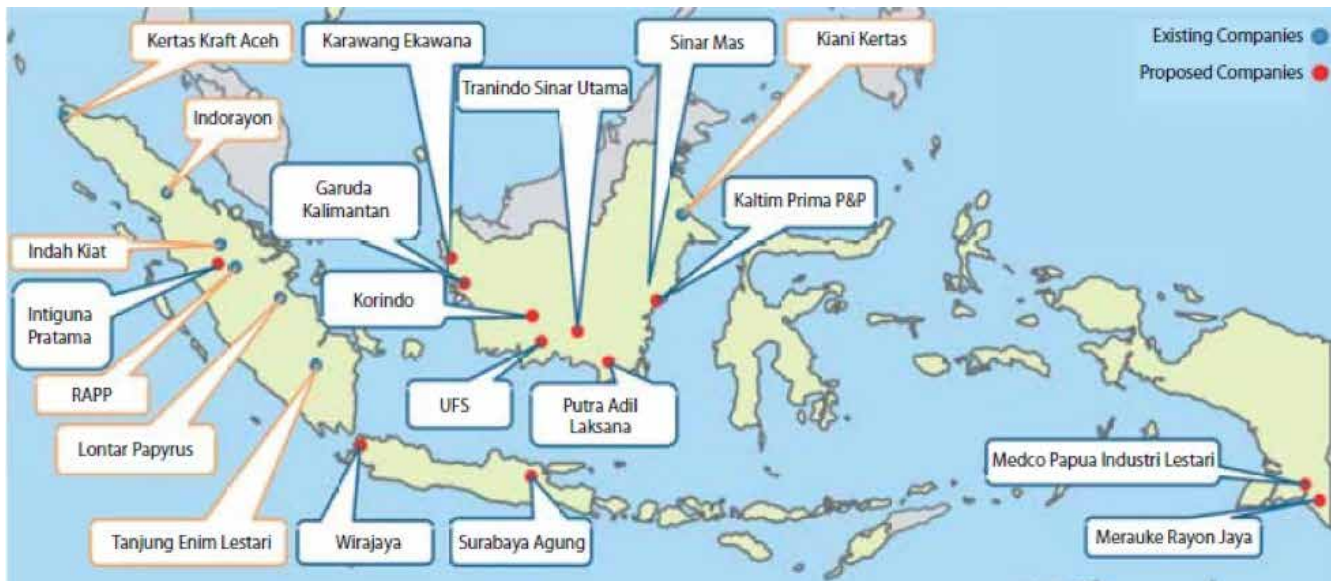 Kertas Kraft Aceh
Karawang Ekawana
Sinar Mas
Kiani Kertas
Existing Companies
Proposed Companies
Tranindo Sinar Utama
Indorayon
Garuda
Kalimantan
Kaltim Prima P&P
Indah Kiat
Korindo
Intiguna
Pratama
RAPP
UFS
Putra Adil
Laksana
Lontar Papyrus
Medco Papua Industri Lestari
Tanjung Enim Lestari
Wirajaya
Surabaya Agung
Merauke Rayon Jaya